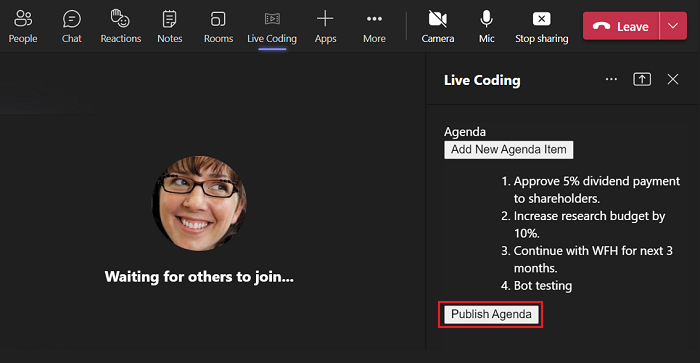 People Chat Reactions Notes Rooms Live Coding Apps More Camera Mic Stop sharing Leave
Live Coding
Agenda
Add New Agenda Item
1. Approve 5% dividend payment
to shareholders.
2. Increase research budget by
10%.
3. Continue with WFH for next 3
months.
4. Bot testing
Publish Agenda
Waiting for others to join...